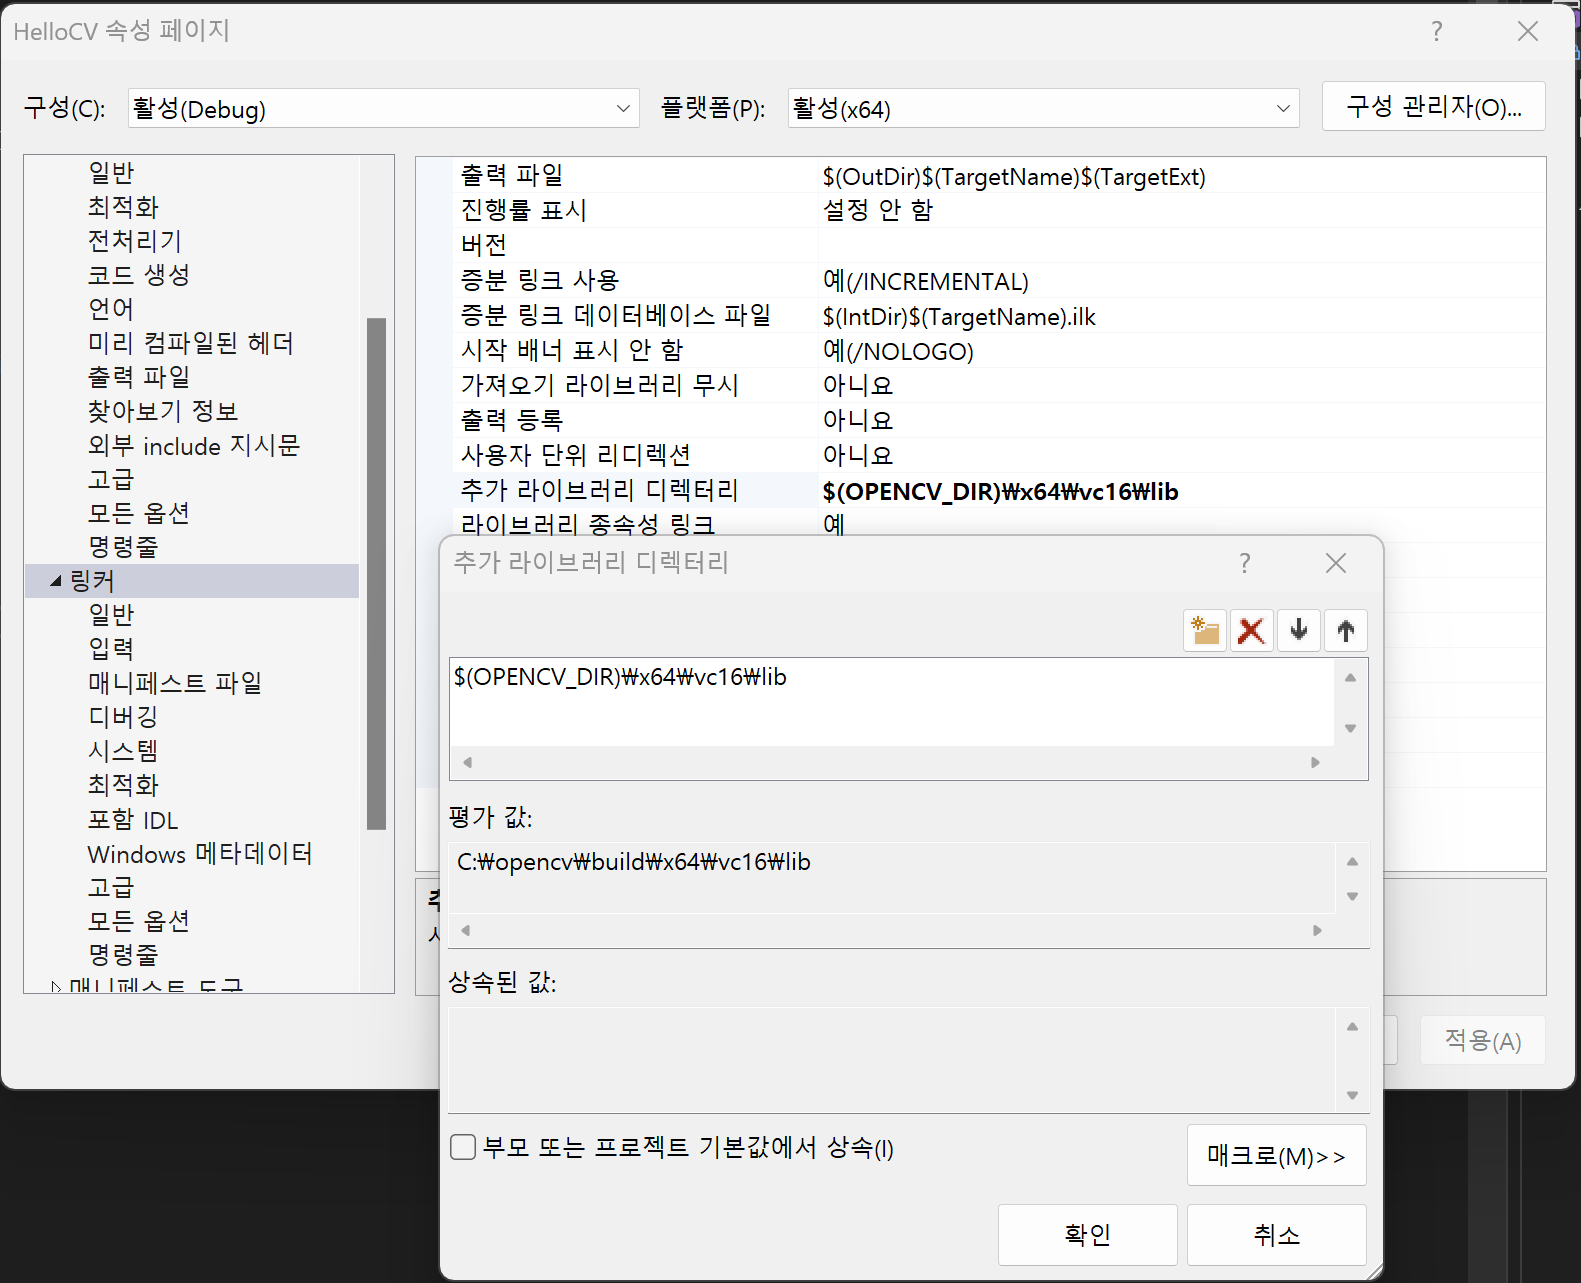 HelloCV 속성 페이지
?
구성(C):
활성(Debug)
플랫폼(P):
활성(x64)
구성 관리자(O)...
일반
최적화
전처리기
코드 생성
언어
미리 컴파일된 헤더
출력 파일
찾아보기 정보
외부 include 지시문
고급
모든 옵션
명령줄
링커
일반
입력
매니페스트 파일
디버깅
시스템
최적화
포함 IDL
Windows 메타데이터
고급
모든 옵션
명령줄
매니페스트 도구
출력 파일 $(OutDir)$(TargetName)$(TargetExt)
진행률 표시 설정 안 함
버전
증분 링크 사용 예(/INCREMENTAL)
증분 링크 데이터베이스 파일 $(IntDir)$(TargetName).ilk
시작 배너 표시 안 함 예(/NOLOGO)
가져오기 라이브러리 무시 아니요
출력 등록 아니요
사용자 단위 리디렉션 아니요
추가 라이브러리 디렉터리 $(OPENCV_DIR)₩x64₩vc16₩lib
라이브러리 종속성 링크 예
추가 라이브러리 디렉터리
?
$(OPENCV_DIR)₩x64₩vc16₩lib
평가 값:
C:₩opencv₩build₩x64₩vc16₩lib
상속된 값:
부모 또는 프로젝트 기본값에서 상속(I)
매크로(M)>>
확인
취소
적용(A)